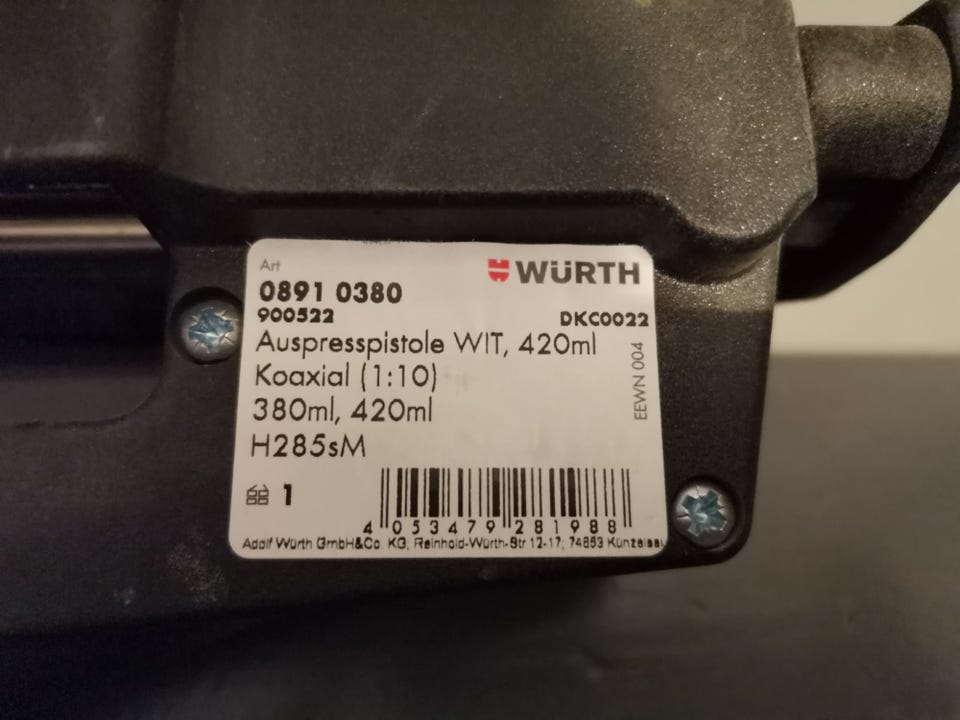 Art
WÜRTH
0891 0380
900522
DKC0022
Auspresspistole WIT, 420ml
Koaxial (1:10)
380ml, 420ml
H285sM
EEWN 004
1
4 053479 281988
Adolf Würth GmbH&Co. KG, Reinhold-Würth-Str 12-17, 74653 Künzelsau